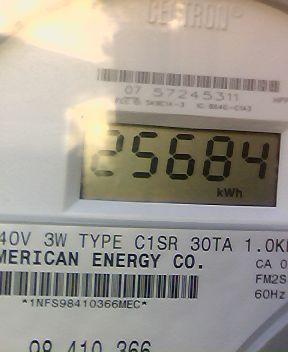 CELLTRON®
07 57245311
25684
kWh
40V 3W TYPE C1SR 30TA 1.0K
MERICAN ENERGY CO.
CA 0
FM2S
60Hz
*1NFS98410366MEC*
98 410 366